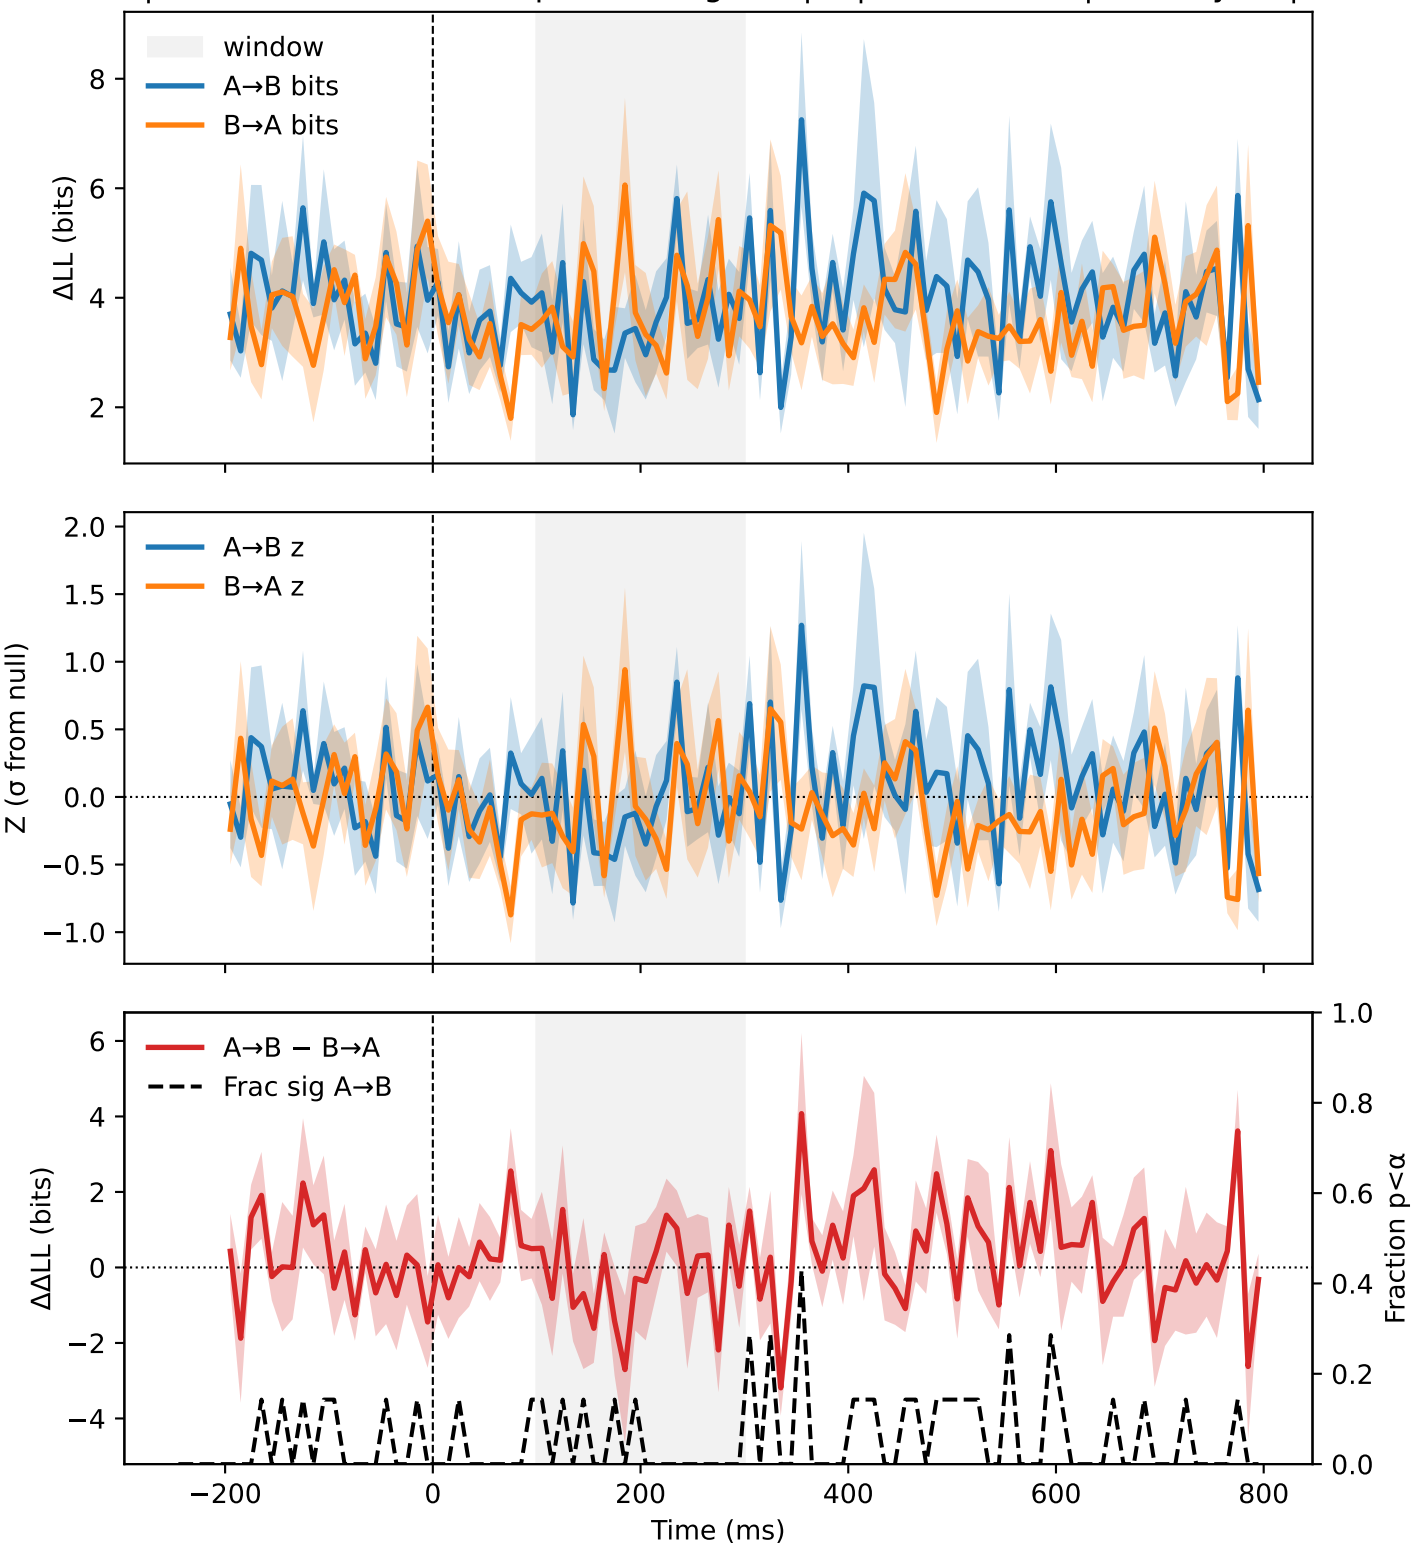 window
A→B bits
B→A bits
8
6
4
2
ΔLL (bits)
A→B z
B→A z
2.0
1.5
1.0
0.5
0.0
−0.5
−1.0
Z (σ from null)
A→B − B→A
Frac sig A→B
6
4
2
0
−2
−4
ΔΔLL (bits)
1.0
0.8
0.6
0.4
0.2
0.0
Fraction p<α
−200 0 200 400 600 800
Time (ms)